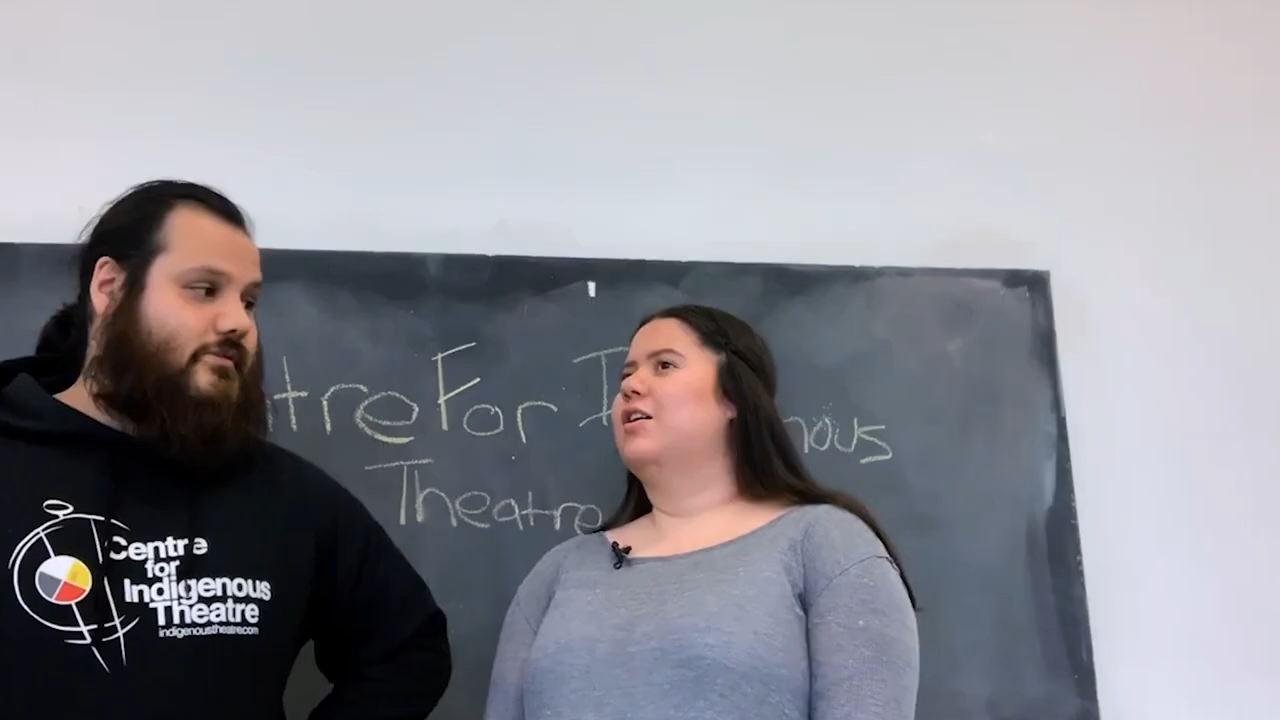 tre For I nous
Theatre
Centre
for
Indigenous
Theatre
indigenoustheatre.com